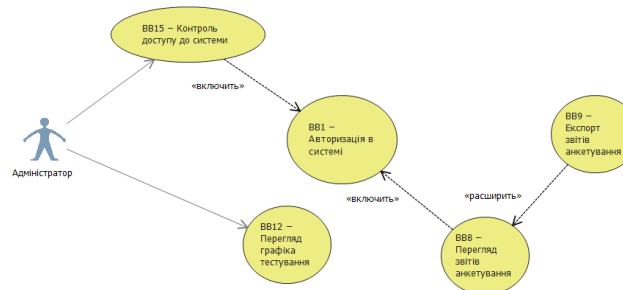 ВВ15 – Контроль
доступу до системи
«включить»
ВВ1 –
Авторизація в
системі
ВВ9 –
Експорт
звітів
анкетування
Адміністратор
«включить»
«расширить»
ВВ12 –
Перегляд
графіка
тестування
ВВ8 –
Перегляд
звітів
анкетування